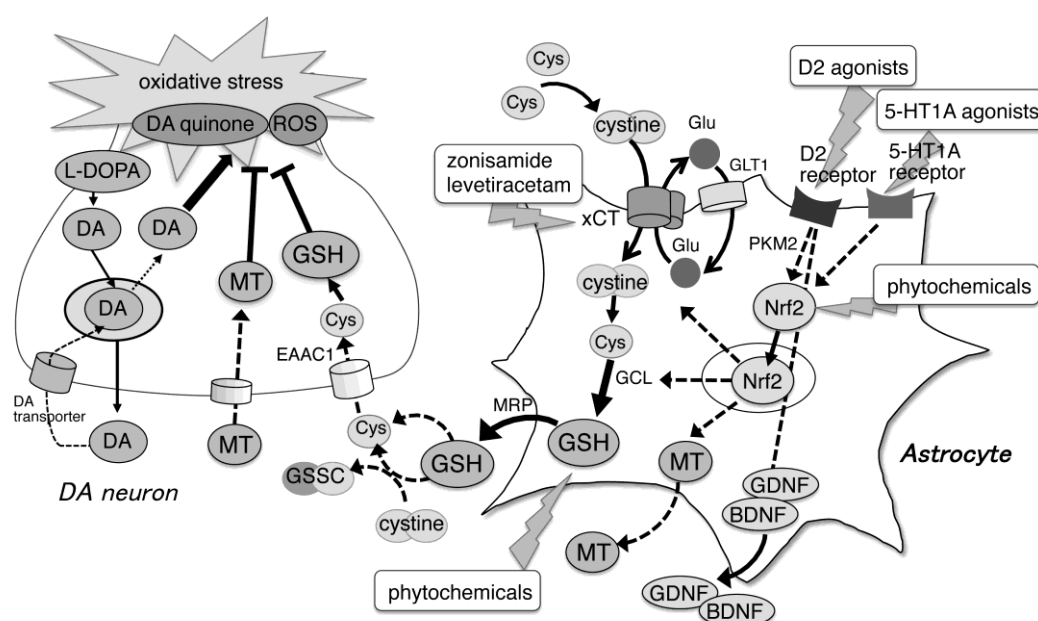 oxidative stress
DA quinone
ROS
L-DOPA
DA
DA
DA
DA
DA
transporter
DA neuron
MT
MT
GSH
Cys
EAAC1
Cys
GSSC
cystine
GSH
MRP
GSH
phytochemicals
zonisamide
levetiracetam
xCT
Cys
Cys
cystine
Glu
GLT1
Glu
cystine
Cys
GCL
D2 agonists
5-HT1A agonists
D2
receptor
5-HT1A
receptor
PKM2
Nrf2
phytochemicals
Nrf2
MT
MT
GDNF
BDNF
GDNF
BDNF
Astrocyte